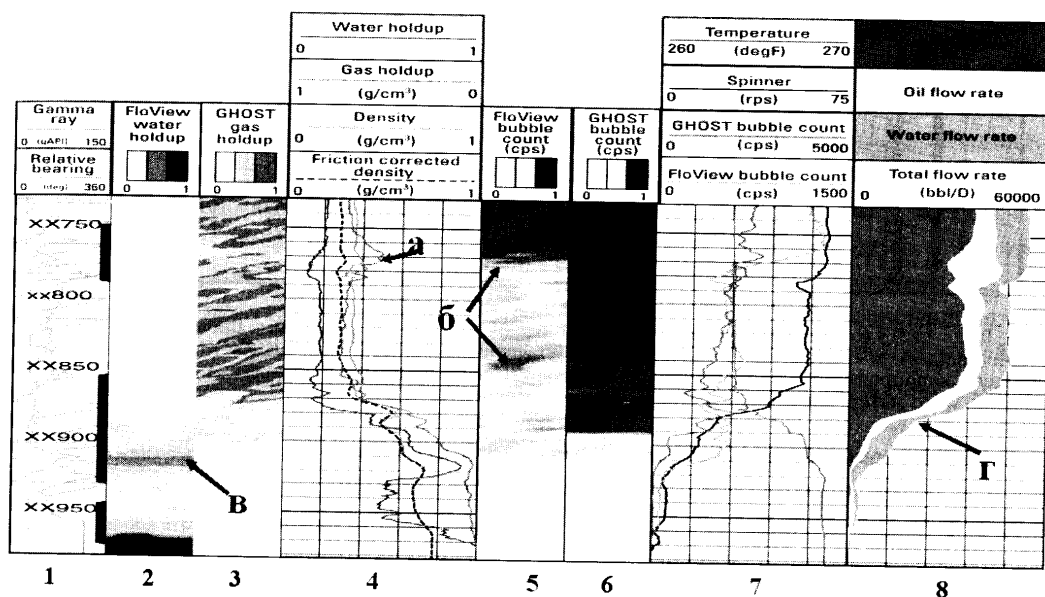 Water holdup
0 1
Gas holdup
1 (g/cm³) 0
Density
0 (g/cm³) 1
Friction corrected
density
0 (g/cm³) 1
Temperature
260 (degF) 270
Spinner
0 (rps) 75
GHOST bubble count
0 (cps) 5000
FloView bubble count
0 (cps) 1500
Oil flow rate
Water flow rate
Total flow rate
0 (bbl/D) 60000
Gamma
ray
0 150
Relative
bearing
0 (deg) 360
FloView
water
holdup
0 1
GHOST
gas
holdup
0 1
FloView
bubble
count
(cps)
0 1
GHOST
bubble
count
(cps)
0 1
XX750
xx800
XX850
XX900
XX950
а
б
в
Г
1 2 3 4 5 6 7 8